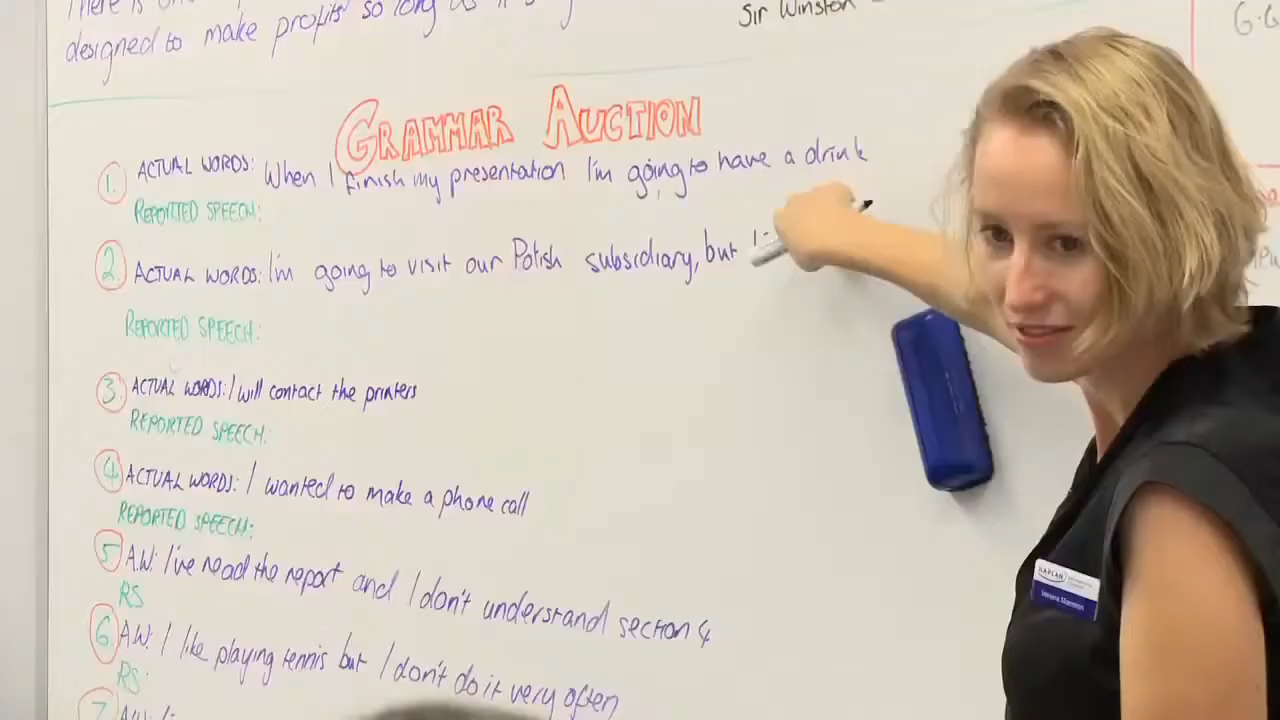 There is
designed to make profits so long as
Sir Winston
G.G
GRAMMAR AUCTION
1. ACTUAL WORDS: When I finish my presentation I'm going to have a drink
REPORTED SPEECH:
2. ACTUAL WORDS: I'm going to visit our Polish subsidiary, but
REPORTED SPEECH:
3. ACTUAL WORDS: I will contact the printers
REPORTED SPEECH:
4 ACTUAL WORDS: I wanted to make a phone call
REPORTED SPEECH:
5 A.W: I've read the report and I don't understand section 4
RS
6. A.W: I like playing tennis but I don't do it very often
RS:
7. A.W:
KAPLAN